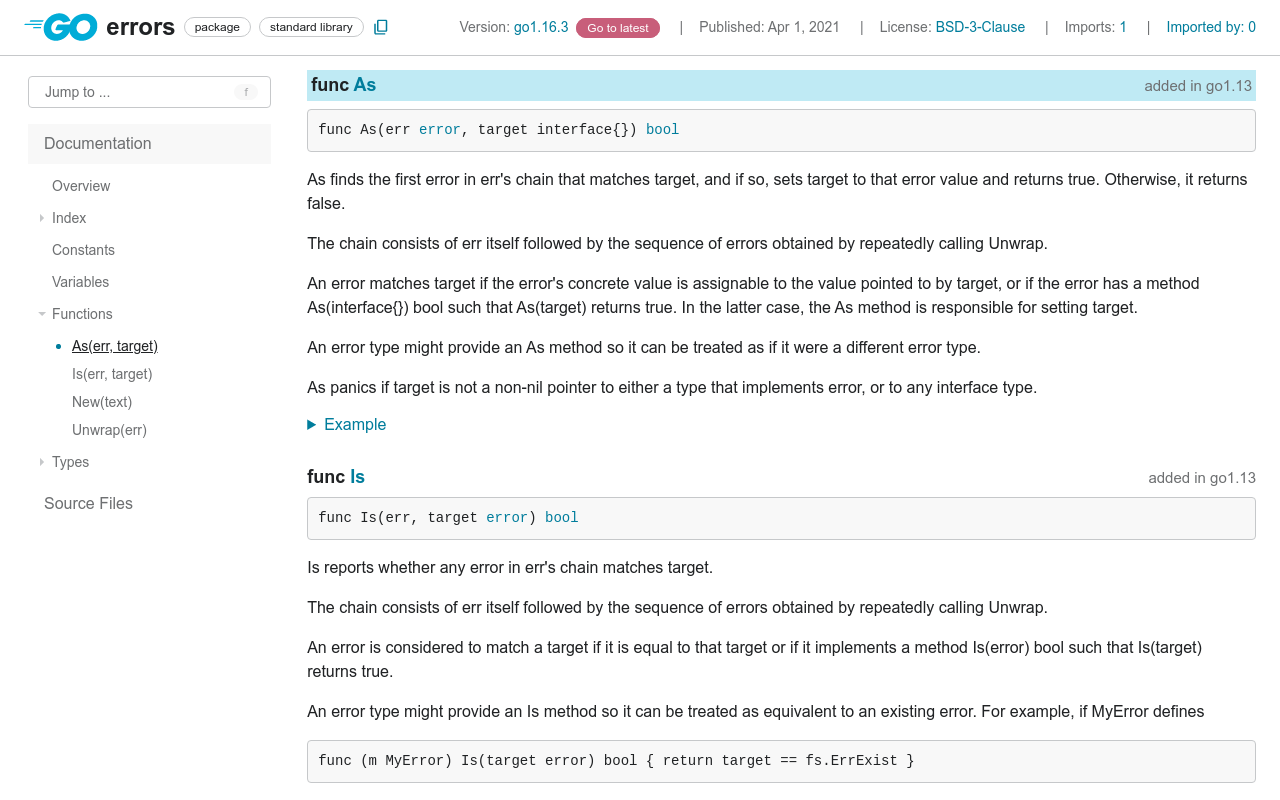 GO errors package standard library
Version: go1.16.3 Go to latest | Published: Apr 1, 2021 | License: BSD-3-Clause | Imports: 1 | Imported by: 0
Jump to ... f
Documentation
Overview
Index
Constants
Variables
Functions
As(err, target)
Is(err, target)
New(text)
Unwrap(err)
Types
Source Files
func As added in go1.13
func As(err error, target interface{}) bool
As finds the first error in err's chain that matches target, and if so, sets target to that error value and returns true. Otherwise, it returns
false.
The chain consists of err itself followed by the sequence of errors obtained by repeatedly calling Unwrap.
An error matches target if the error's concrete value is assignable to the value pointed to by target, or if the error has a method
As(interface{}) bool such that As(target) returns true. In the latter case, the As method is responsible for setting target.
An error type might provide an As method so it can be treated as if it were a different error type.
As panics if target is not a non-nil pointer to either a type that implements error, or to any interface type.
Example
func Is added in go1.13
func Is(err, target error) bool
Is reports whether any error in err's chain matches target.
The chain consists of err itself followed by the sequence of errors obtained by repeatedly calling Unwrap.
An error is considered to match a target if it is equal to that target or if it implements a method Is(error) bool such that Is(target)
returns true.
An error type might provide an Is method so it can be treated as equivalent to an existing error. For example, if MyError defines
func (m MyError) Is(target error) bool { return target == fs.ErrExist }